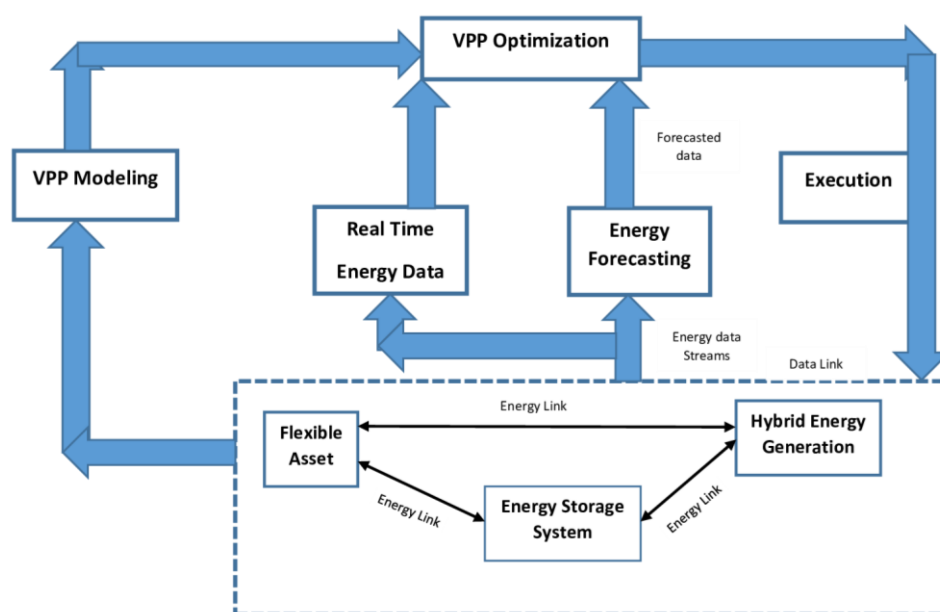 VPP Optimization
Forecasted
data
VPP Modeling
Execution
Real Time
Energy Data
Energy
Forecasting
Energy data
Streams
Data Link
Energy Link
Flexible
Asset
Hybrid Energy
Generation
Energy Link
Energy Storage
System
Energy Link